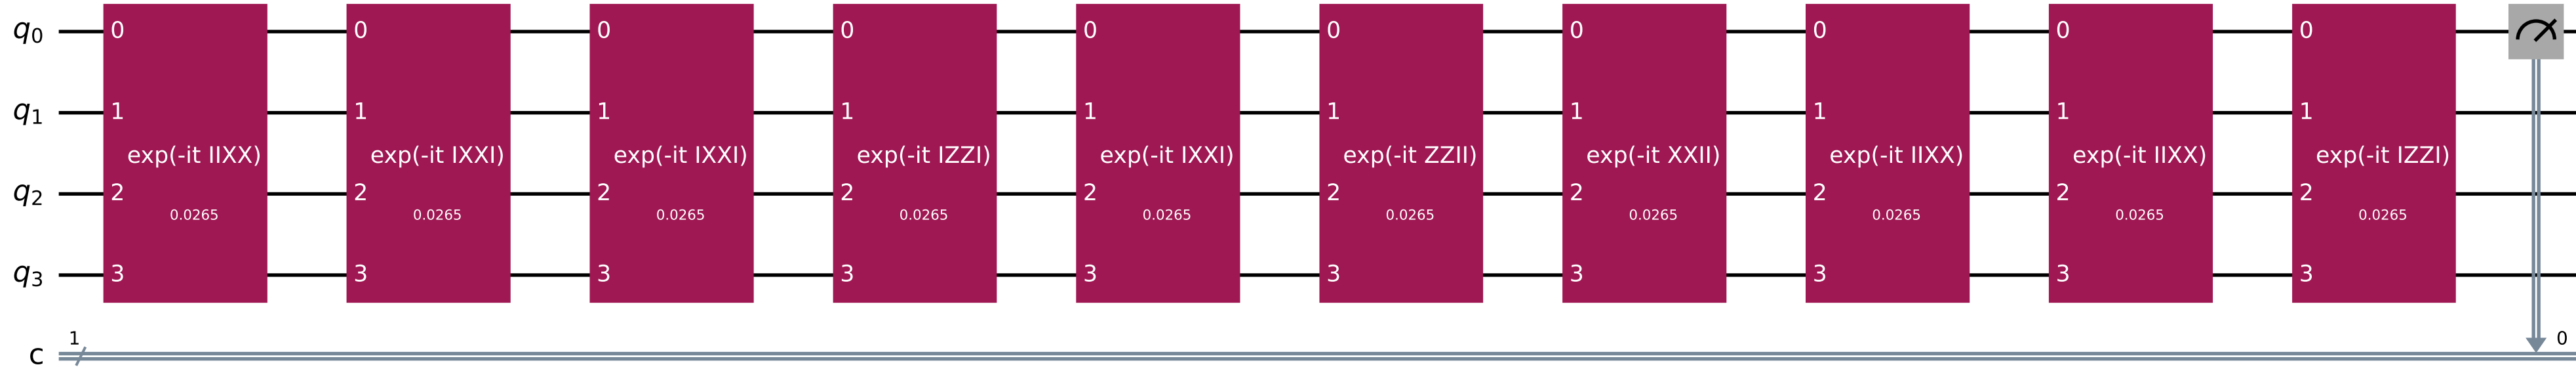 q0 0 0 0 0 0 0 0 0 0 0
q1 1 1 1 1 1 1 1 1 1 1
exp(-it IIXX) exp(-it IXXI) exp(-it IXXI) exp(-it IZZI) exp(-it IXXI) exp(-it ZZII) exp(-it XXII) exp(-it IIXX) exp(-it IIXX) exp(-it IZZI)
q2 2 2 2 2 2 2 2 2 2 2
0.0265 0.0265 0.0265 0.0265 0.0265 0.0265 0.0265 0.0265 0.0265 0.0265
q3 3 3 3 3 3 3 3 3 3 3
1 0
c